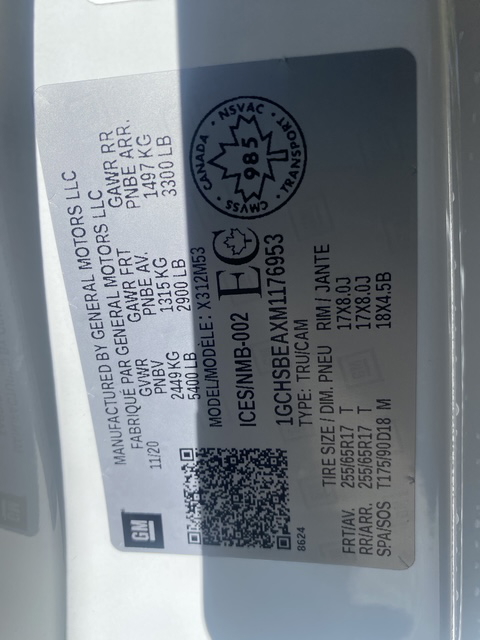 GM
MANUFACTURED BY GENERAL MOTORS LLC
FABRIQUÉ PAR GENERAL MOTORS LLC
11/20 GVWR GAWR FRT GAWR RR
PNBV PNBE AV. PNBE ARR.
2449 KG 1315 KG 1497 KG
5400 LB 2900 LB 3300 LB
MODEL/MODÈLE: X312M53
ICES/NMB-002 EC
CANADA · NSVAC · TRANSPORT · CMVSS
985
1GCHSBEAXM1176953
TYPE: TRU/CAM
8624
TIRE SIZE / DIM. PNEU RIM / JANTE
FRT/AV. 255/65R17 T 17X8.0J
RR/ARR. 255/65R17 T 17X8.0J
SPA/SOS T175/90D18 M 18X4.5B